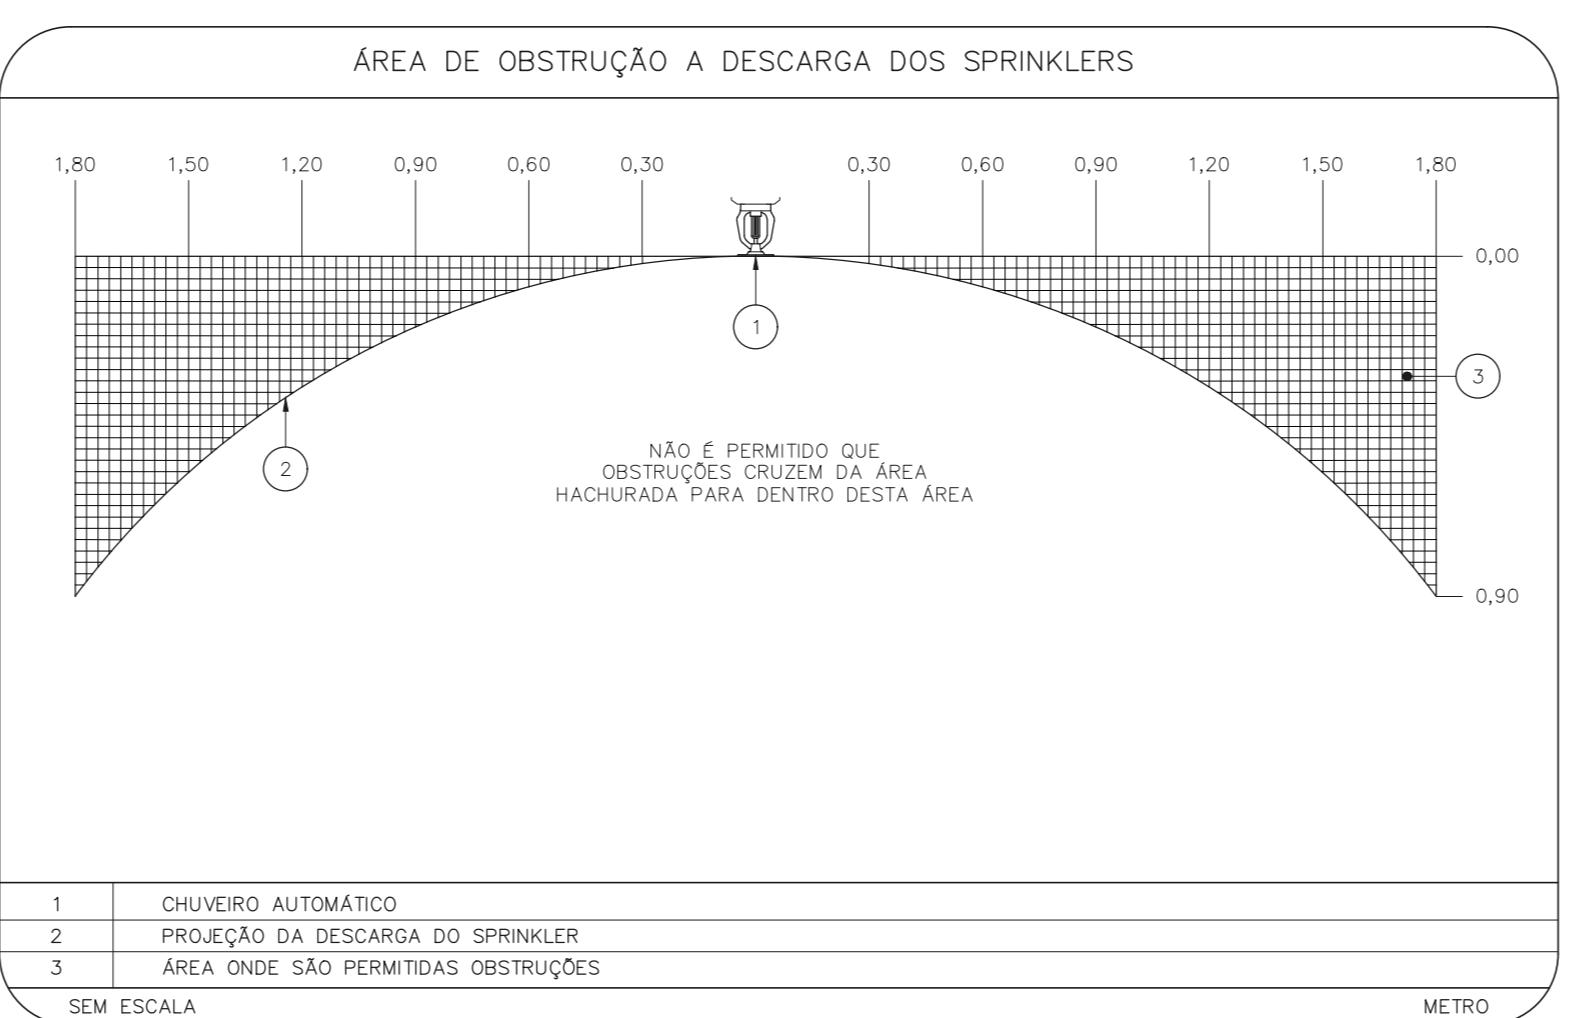 ÁREA DE OBSTRUÇÃO A DESCARGA DOS SPRINKLERS
1,80 1,50 1,20 0,90 0,60 0,30 0,30 0,60 0,90 1,20 1,50 1,80
0,00
1
3
2
NÃO É PERMITIDO QUE
OBSTRUÇÕES CRUZEM DA ÁREA
HACHURADA PARA DENTRO DESTA ÁREA
0,90
1 CHUVEIRO AUTOMÁTICO
2 PROJEÇÃO DA DESCARGA DO SPRINKLER
3 ÁREA ONDE SÃO PERMITIDAS OBSTRUÇÕES
SEM ESCALA METRO